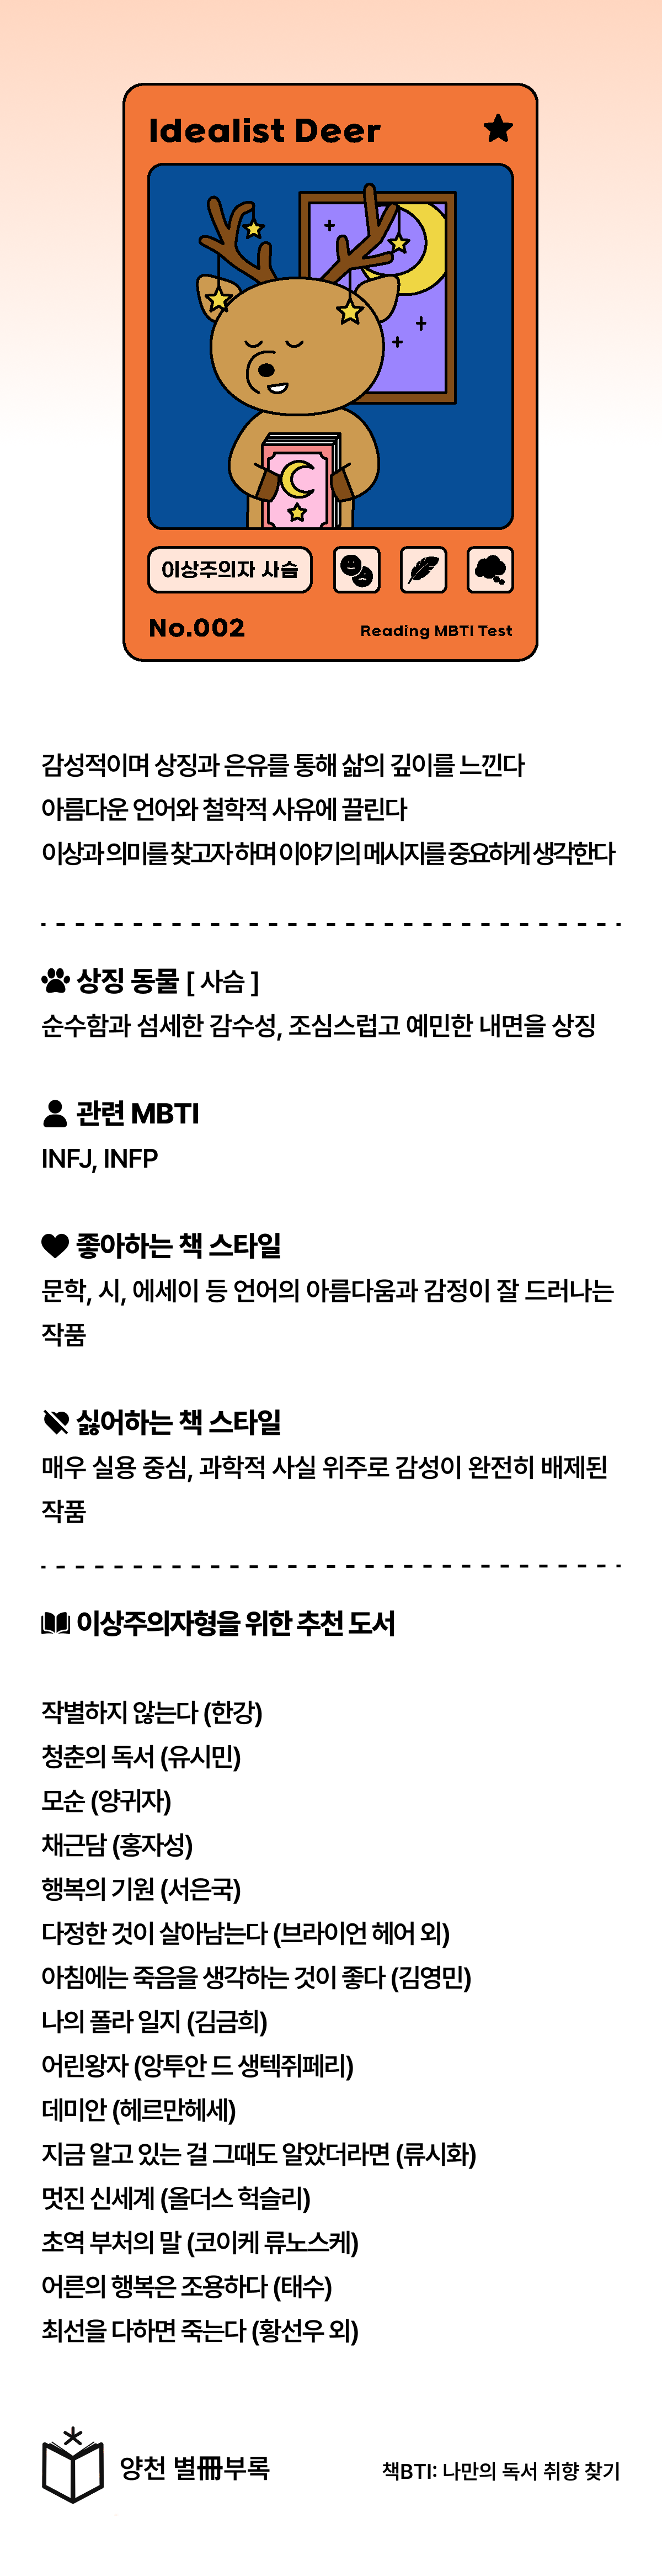 Idealist Deer
이상주의자 사슴
No.002
Reading MBTI Test
감성적이며 상징과 은유를 통해 삶의 깊이를 느낀다
아름다운 언어와 철학적 사유에 끌린다
이상과 의미를 찾고자 하며 이야기의 메시지를 중요하게 생각한다
상징 동물 [ 사슴 ]
순수함과 섬세한 감수성, 조심스럽고 예민한 내면을 상징
관련 MBTI
INFJ, INFP
좋아하는 책 스타일
문학, 시, 에세이 등 언어의 아름다움과 감정이 잘 드러나는
작품
싫어하는 책 스타일
매우 실용 중심, 과학적 사실 위주로 감성이 완전히 배제된
작품
이상주의자형을 위한 추천 도서
작별하지 않는다 (한강)
청춘의 독서 (유시민)
모순 (양귀자)
채근담 (홍자성)
행복의 기원 (서은국)
다정한 것이 살아남는다 (브라이언 헤어 외)
아침에는 죽음을 생각하는 것이 좋다 (김영민)
나의 폴라 일지 (김금희)
어린왕자 (앙투안 드 생텍쥐페리)
데미안 (헤르만헤세)
지금 알고 있는 걸 그때도 알았더라면 (류시화)
멋진 신세계 (올더스 헉슬리)
초역 부처의 말 (코이케 류노스케)
어른의 행복은 조용하다 (태수)
최선을 다하면 죽는다 (황선우 외)
양천 별冊부록
책BTI: 나만의 독서 취향 찾기